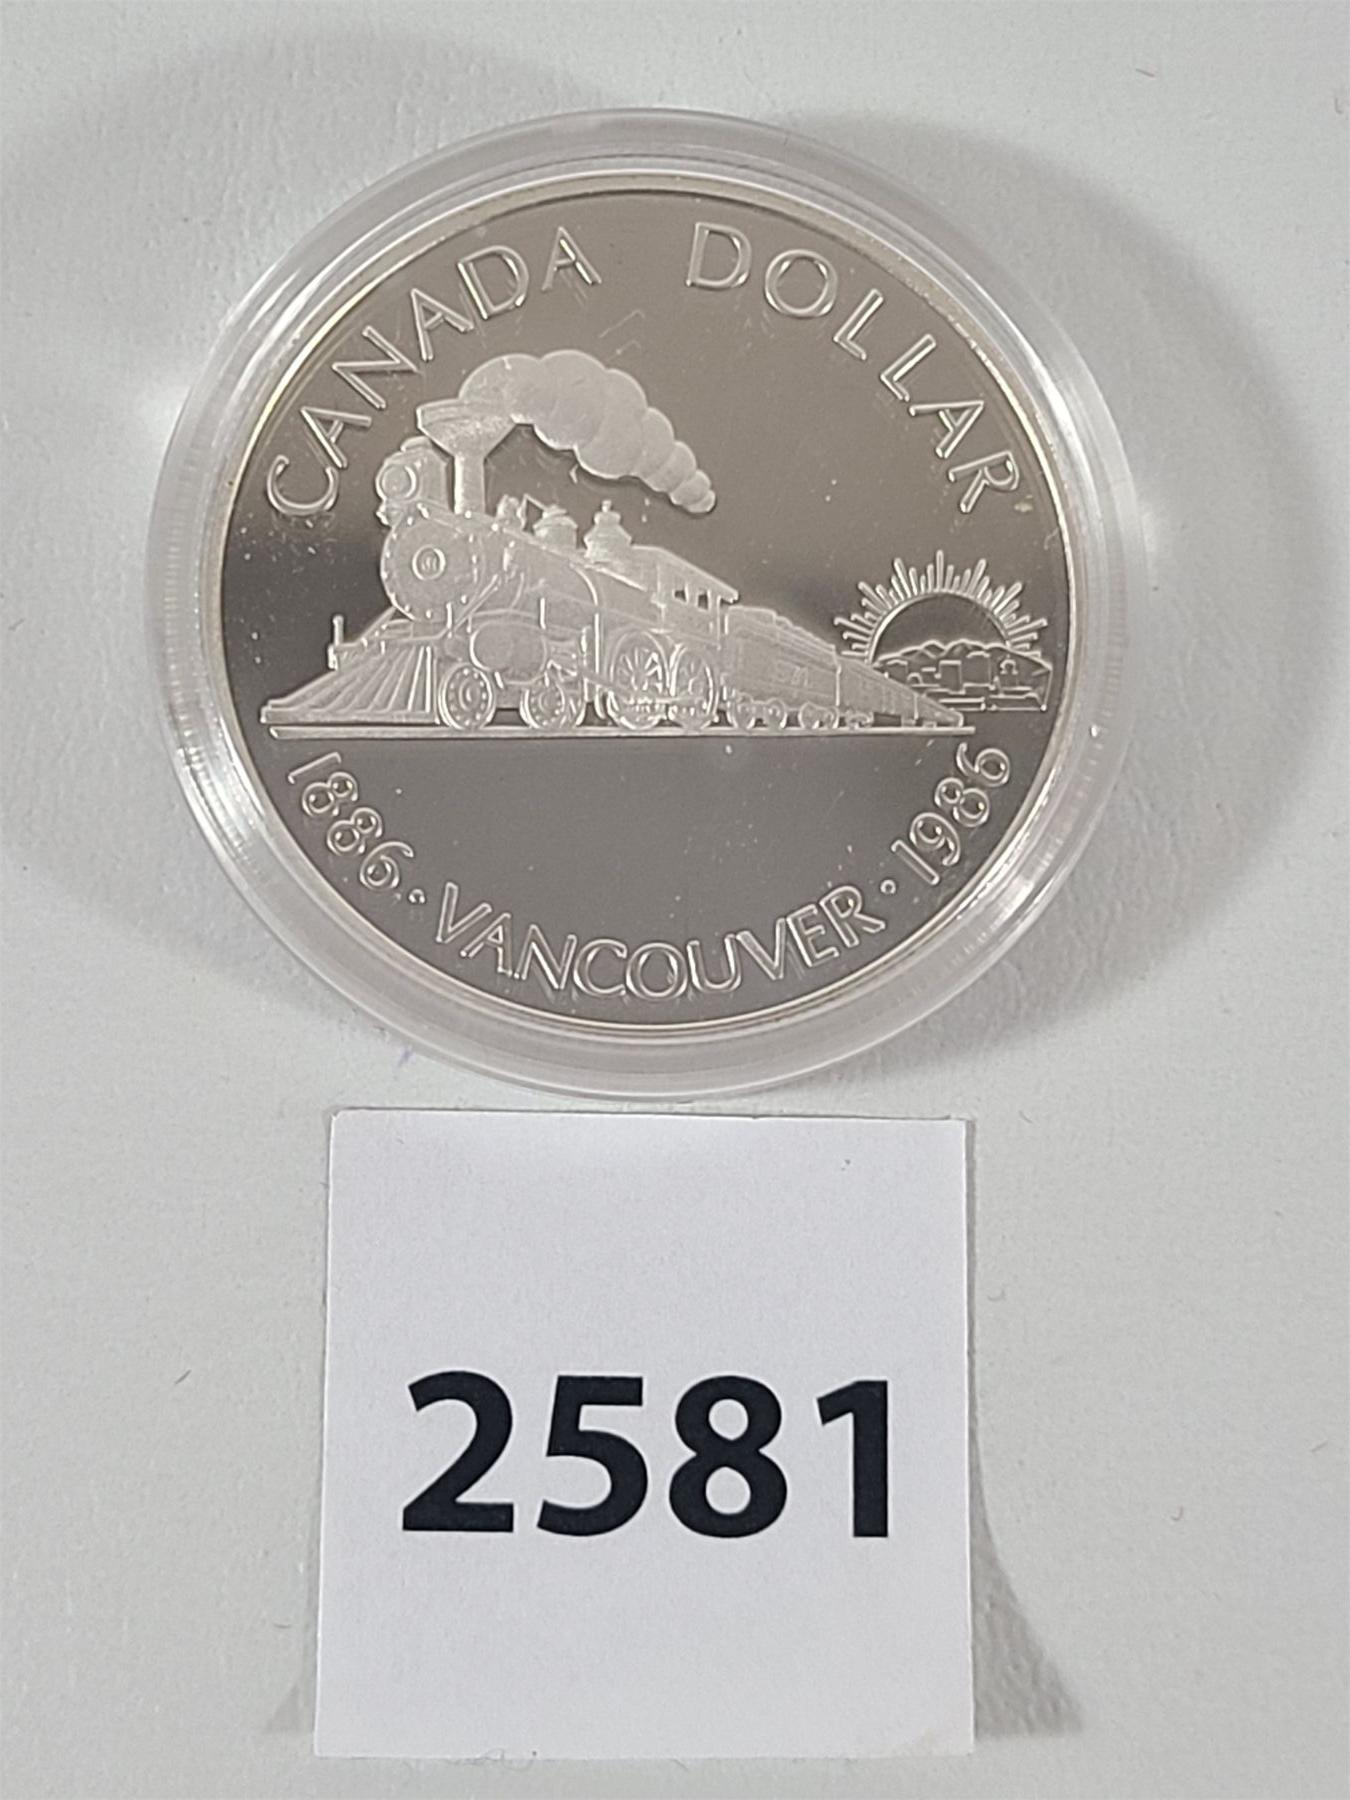 CANADA DOLLAR
1886 · VANCOUVER · 1986
2581